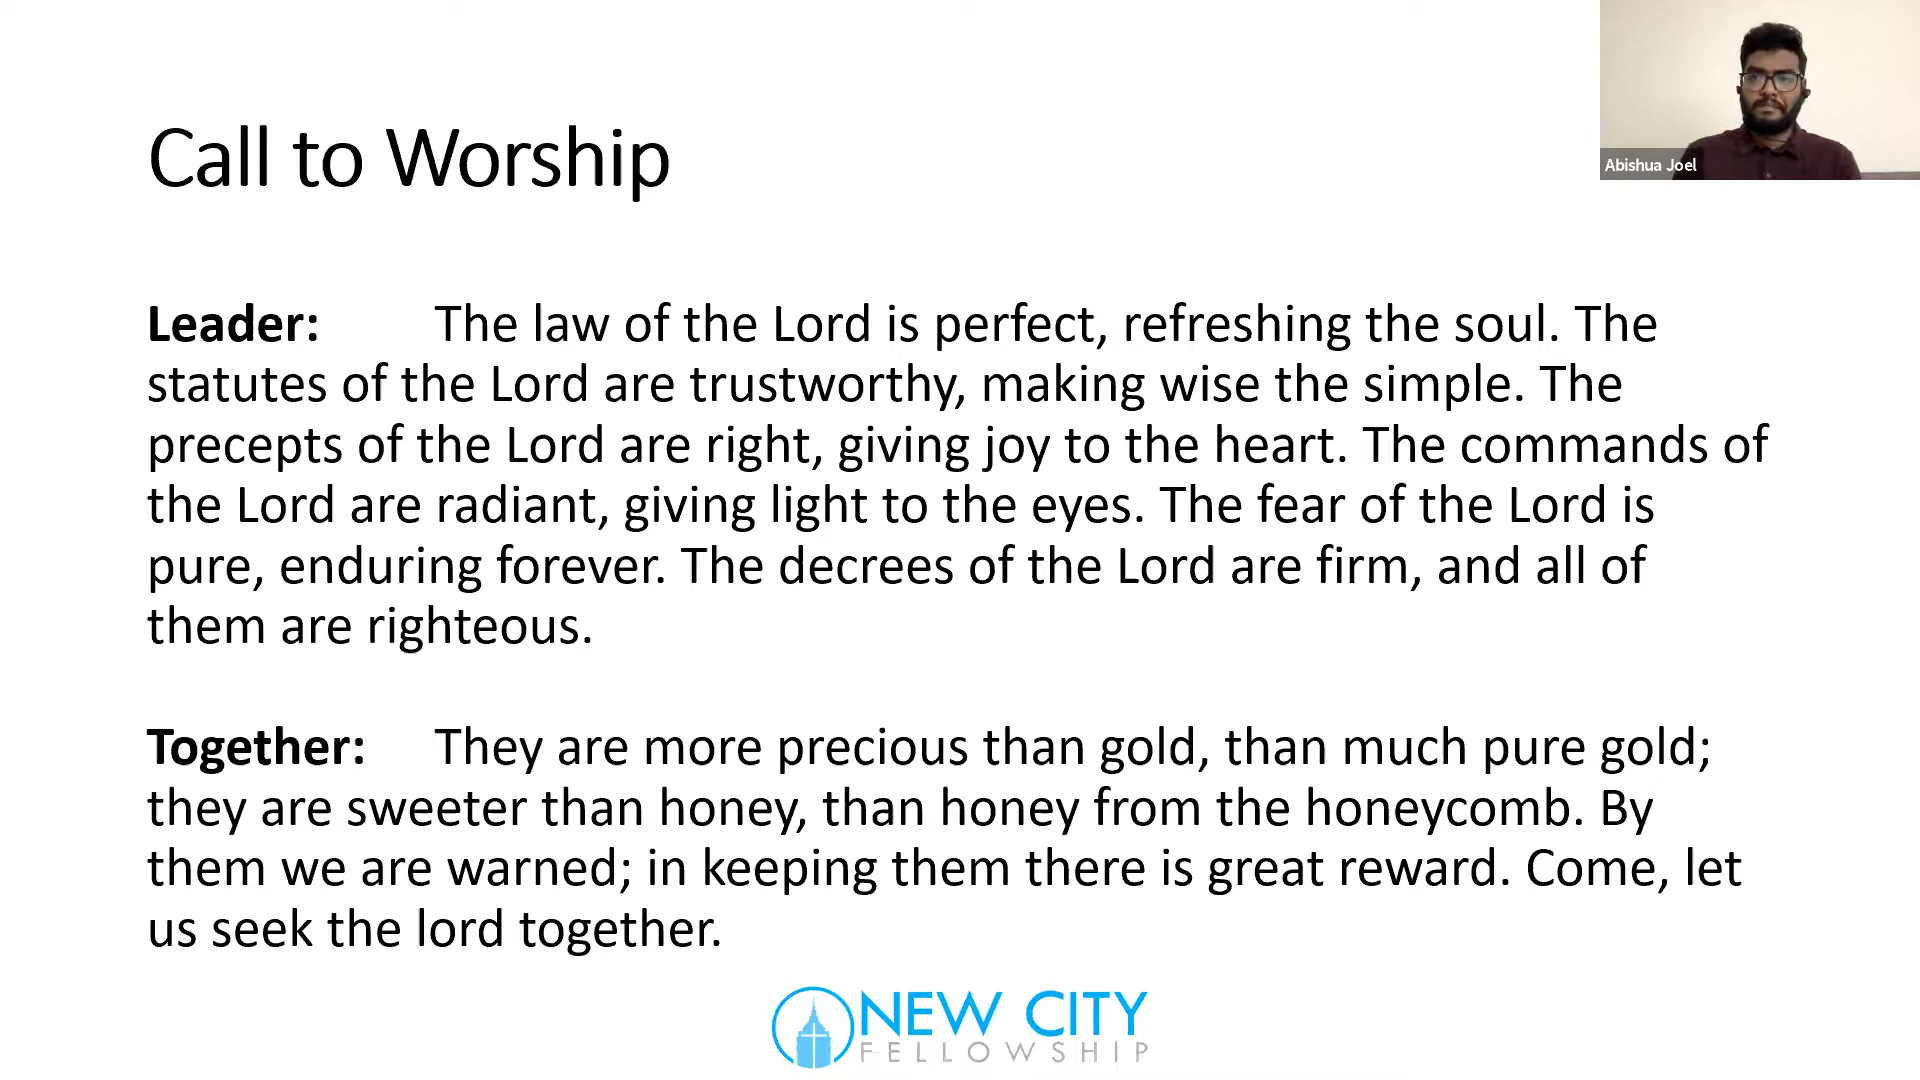 Call to Worship
Abishua Joel
Leader: The law of the Lord is perfect, refreshing the soul. The
statutes of the Lord are trustworthy, making wise the simple. The
precepts of the Lord are right, giving joy to the heart. The commands of
the Lord are radiant, giving light to the eyes. The fear of the Lord is
pure, enduring forever. The decrees of the Lord are firm, and all of
them are righteous.
Together: They are more precious than gold, than much pure gold;
they are sweeter than honey, than honey from the honeycomb. By
them we are warned; in keeping them there is great reward. Come, let
us seek the lord together.
NEW CITY
FELLOWSHIP